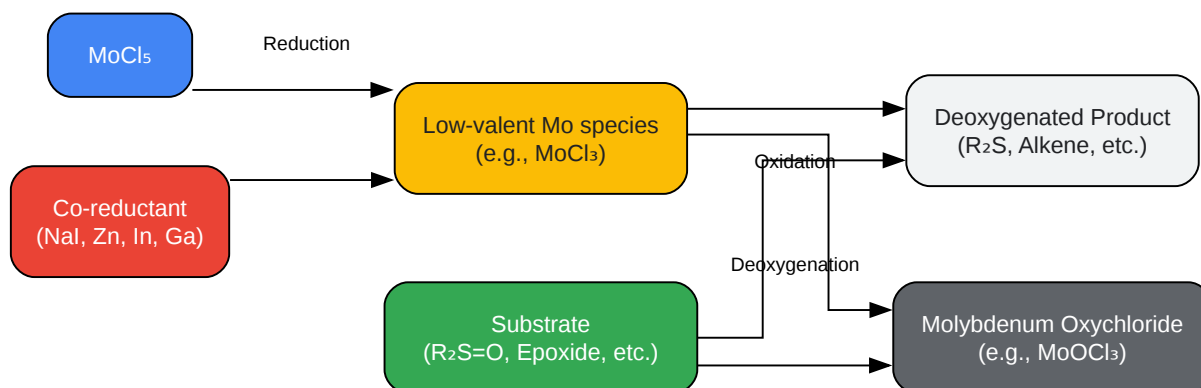 MoCl₅
Reduction
Co-reductant
(NaI, Zn, In, Ga)
Low-valent Mo species
(e.g., MoCl₃)
Deoxygenated Product
(R₂S, Alkene, etc.)
Oxidation
Deoxygenation
Substrate
(R₂S=O, Epoxide, etc.)
Molybdenum Oxychloride
(e.g., MoOCl₃)